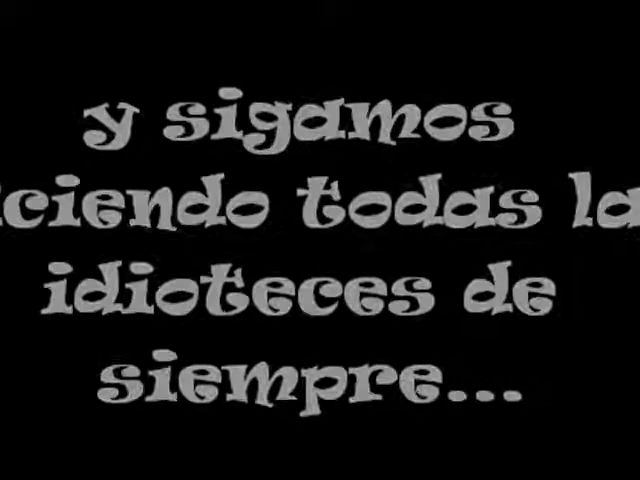 y sigamos
ciendo todas la
idioteces de
siempre...